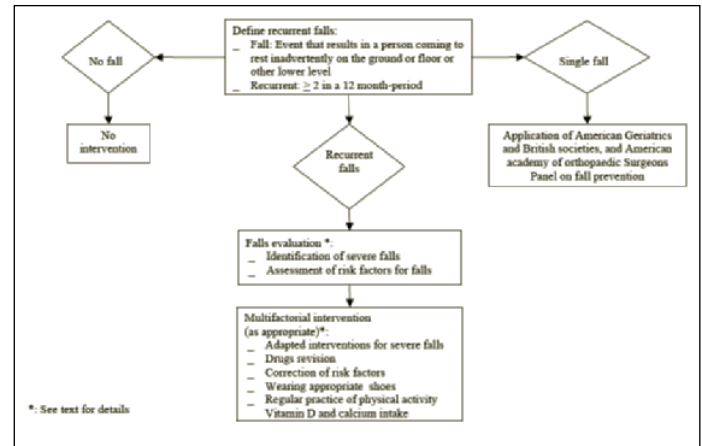 Define recurrent falls:
_ Fall: Event that results in a person coming to
rest inadvertently on the ground or floor or
other lower level
_ Recurrent: ≥ 2 in a 12 month-period
No fall
Single fall
No
intervention
Recurrent
falls
Application of American Geriatrics
and British societies, and American
academy of orthopaedic Surgeons
Panel on fall prevention
Falls evaluation *:
_ Identification of severe falls
_ Assessment of risk factors for falls
Multifactorial intervention
(as appropriate)*:
_ Adapted interventions for severe falls
_ Drugs revision
_ Correction of risk factors
_ Wearing appropriate shoes
_ Regular practice of physical activity
Vitamin D and calcium intake
*: See text for details